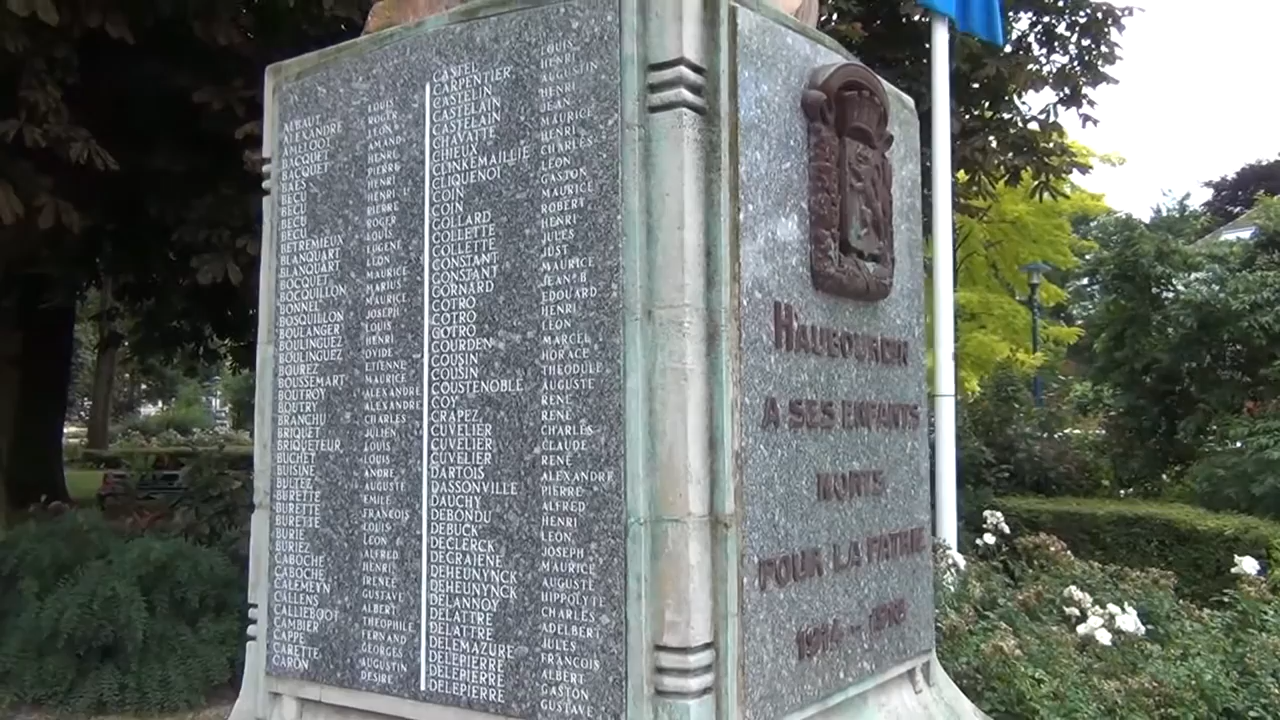 ALBAUT LOUIS
ALEXANDRE ROGER
AMELOOT LEON
BACQUET AMAND
BACQUET HENRI
BAES PIERRE
BECU HENRI
BECU HENRI L.
BECU PIERRE
BECU ROGER
BETREMIEUX LOUIS
BLANQUART EUGENE
BLANQUART LEON
BOCQUET MAURICE
BOCQUILLON MARIUS
BONNEL MAURICE
BOSQUILLON JOSEPH
BOULANGER LOUIS
BOULINGUEZ HENRI
BOULINGUEZ OVIDE
BOUREZ ETIENNE
BOUSSEMART MAURICE
BOUTROY ALEXANDRE
BOUTRY ALEXANDRE
BRANCHU CHARLES
BRIQUET JULIEN
BRIQUETEUR LOUIS
BUCHET LOUIS
BUISINE ANDRE
BULTEZ AUGUSTE
BURETTE EMILE
BURETTE FRANCOIS
BURETTE LOUIS
BURIE LEON
BURIEZ ALFRED
CABOCHE HENRI
CABOCHE IRENEE
CALEMEYN GUSTAVE
CALLENS ALBERT
CALLIEBOOT THEOPHILE
CAMBIER FERNAND
CAPPE GEORGES
CARETTE AUGUSTIN
CARON DESIRE
CASTEL LOUIS
CARPENTIER HENRI
CASTELIN AUGUSTIN
CASTELAIN HENRI
CASTELAIN JEAN
CHAVATTE MAURICE
CHIEUX HENRI
CLINKEMAILLIE CHARLES
CLIQUENOI LEON
COIN GASTON
COIN MAURICE
COLLARD ROBERT
COLLETTE HENRI
COLLETTE JULES
CONSTANT JUST
CONSTANT MAURICE
CORNARD JEAN-B
COTRO EDOUARD
COTRO HENRI
COTRO LEON
COURDEN MARCEL
COUSIN HORACE
COUSIN THEODULE
COUSTENOBLE AUGUSTE
COY RENE
CRAPEZ RENE
CUVELIER CHARLES
CUVELIER CLAUDE
CUVELIER RENE
DARTOIS ALEXANDRE
DASSONVILLE PIERRE
DAUCHY ALFRED
DEBONDU HENRI
DEBUCK LEON
DECLERCK JOSEPH
DEGRAIENE MAURICE
DEHEUNYNCK AUGUSTE
DEHEUNYNCK HIPPOLYTE
DELANNOY CHARLES
DELATTRE ADELBERT
DELATTRE JULES
DELEMAZURE FRANCOIS
DELEPIERRE ALBERT
DELEPIERRE GASTON
DELEPIERRE GUSTAVE
HAUBOURDIN
A SES ENFANTS
MORTS
POUR LA PATRIE
1914 - 1918